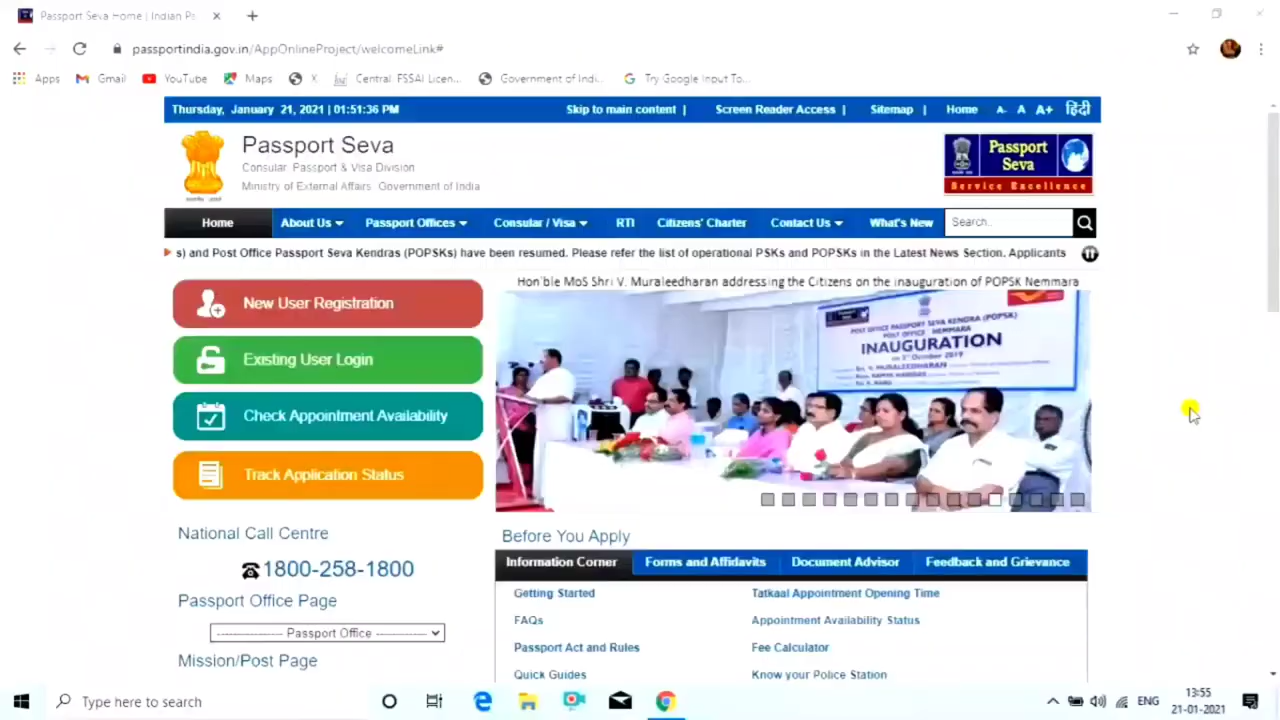 Passport Seva Home | Indian Pa
passportindia.gov.in/AppOnlineProject/welcomeLink#
Apps Gmail YouTube Maps X Central FSSAI Licen... Government of Indi... Try Google Input To...
Thursday, January 21, 2021 | 01:51:36 PM Skip to main content | Screen Reader Access | Sitemap | Home A- A A+ हिंदी
Passport Seva
Consular Passport & Visa Division
Ministry of External Affairs Government of India
Passport
Seva
Service Excellence
Home About Us Passport Offices Consular / Visa RTI Citizens' Charter Contact Us What's New Search..
s) and Post Office Passport Seva Kendras (POPSKs) have been resumed. Please refer the list of operational PSKs and POPSKs in the Latest News Section. Applicants
Hon'ble MoS Shri V. Muraleedharan addressing the Citizens on the inauguration of POPSK Nemmara
POST OFFICE PASSPORT SEVA KENDRA (POPSK)
POST OFFICE NEMMARA
INAUGURATION
New User Registration
Existing User Login
Check Appointment Availability
Track Application Status
National Call Centre
1800-258-1800
Passport Office Page
---------------- Passport Office ----------------
Mission/Post Page
Before You Apply
Information Corner Forms and Affidavits Document Advisor Feedback and Grievance
Getting Started Tatkaal Appointment Opening Time
FAQs Appointment Availability Status
Passport Act and Rules Fee Calculator
Quick Guides Know your Police Station
Type here to search
ENG
13:55
21-01-2021